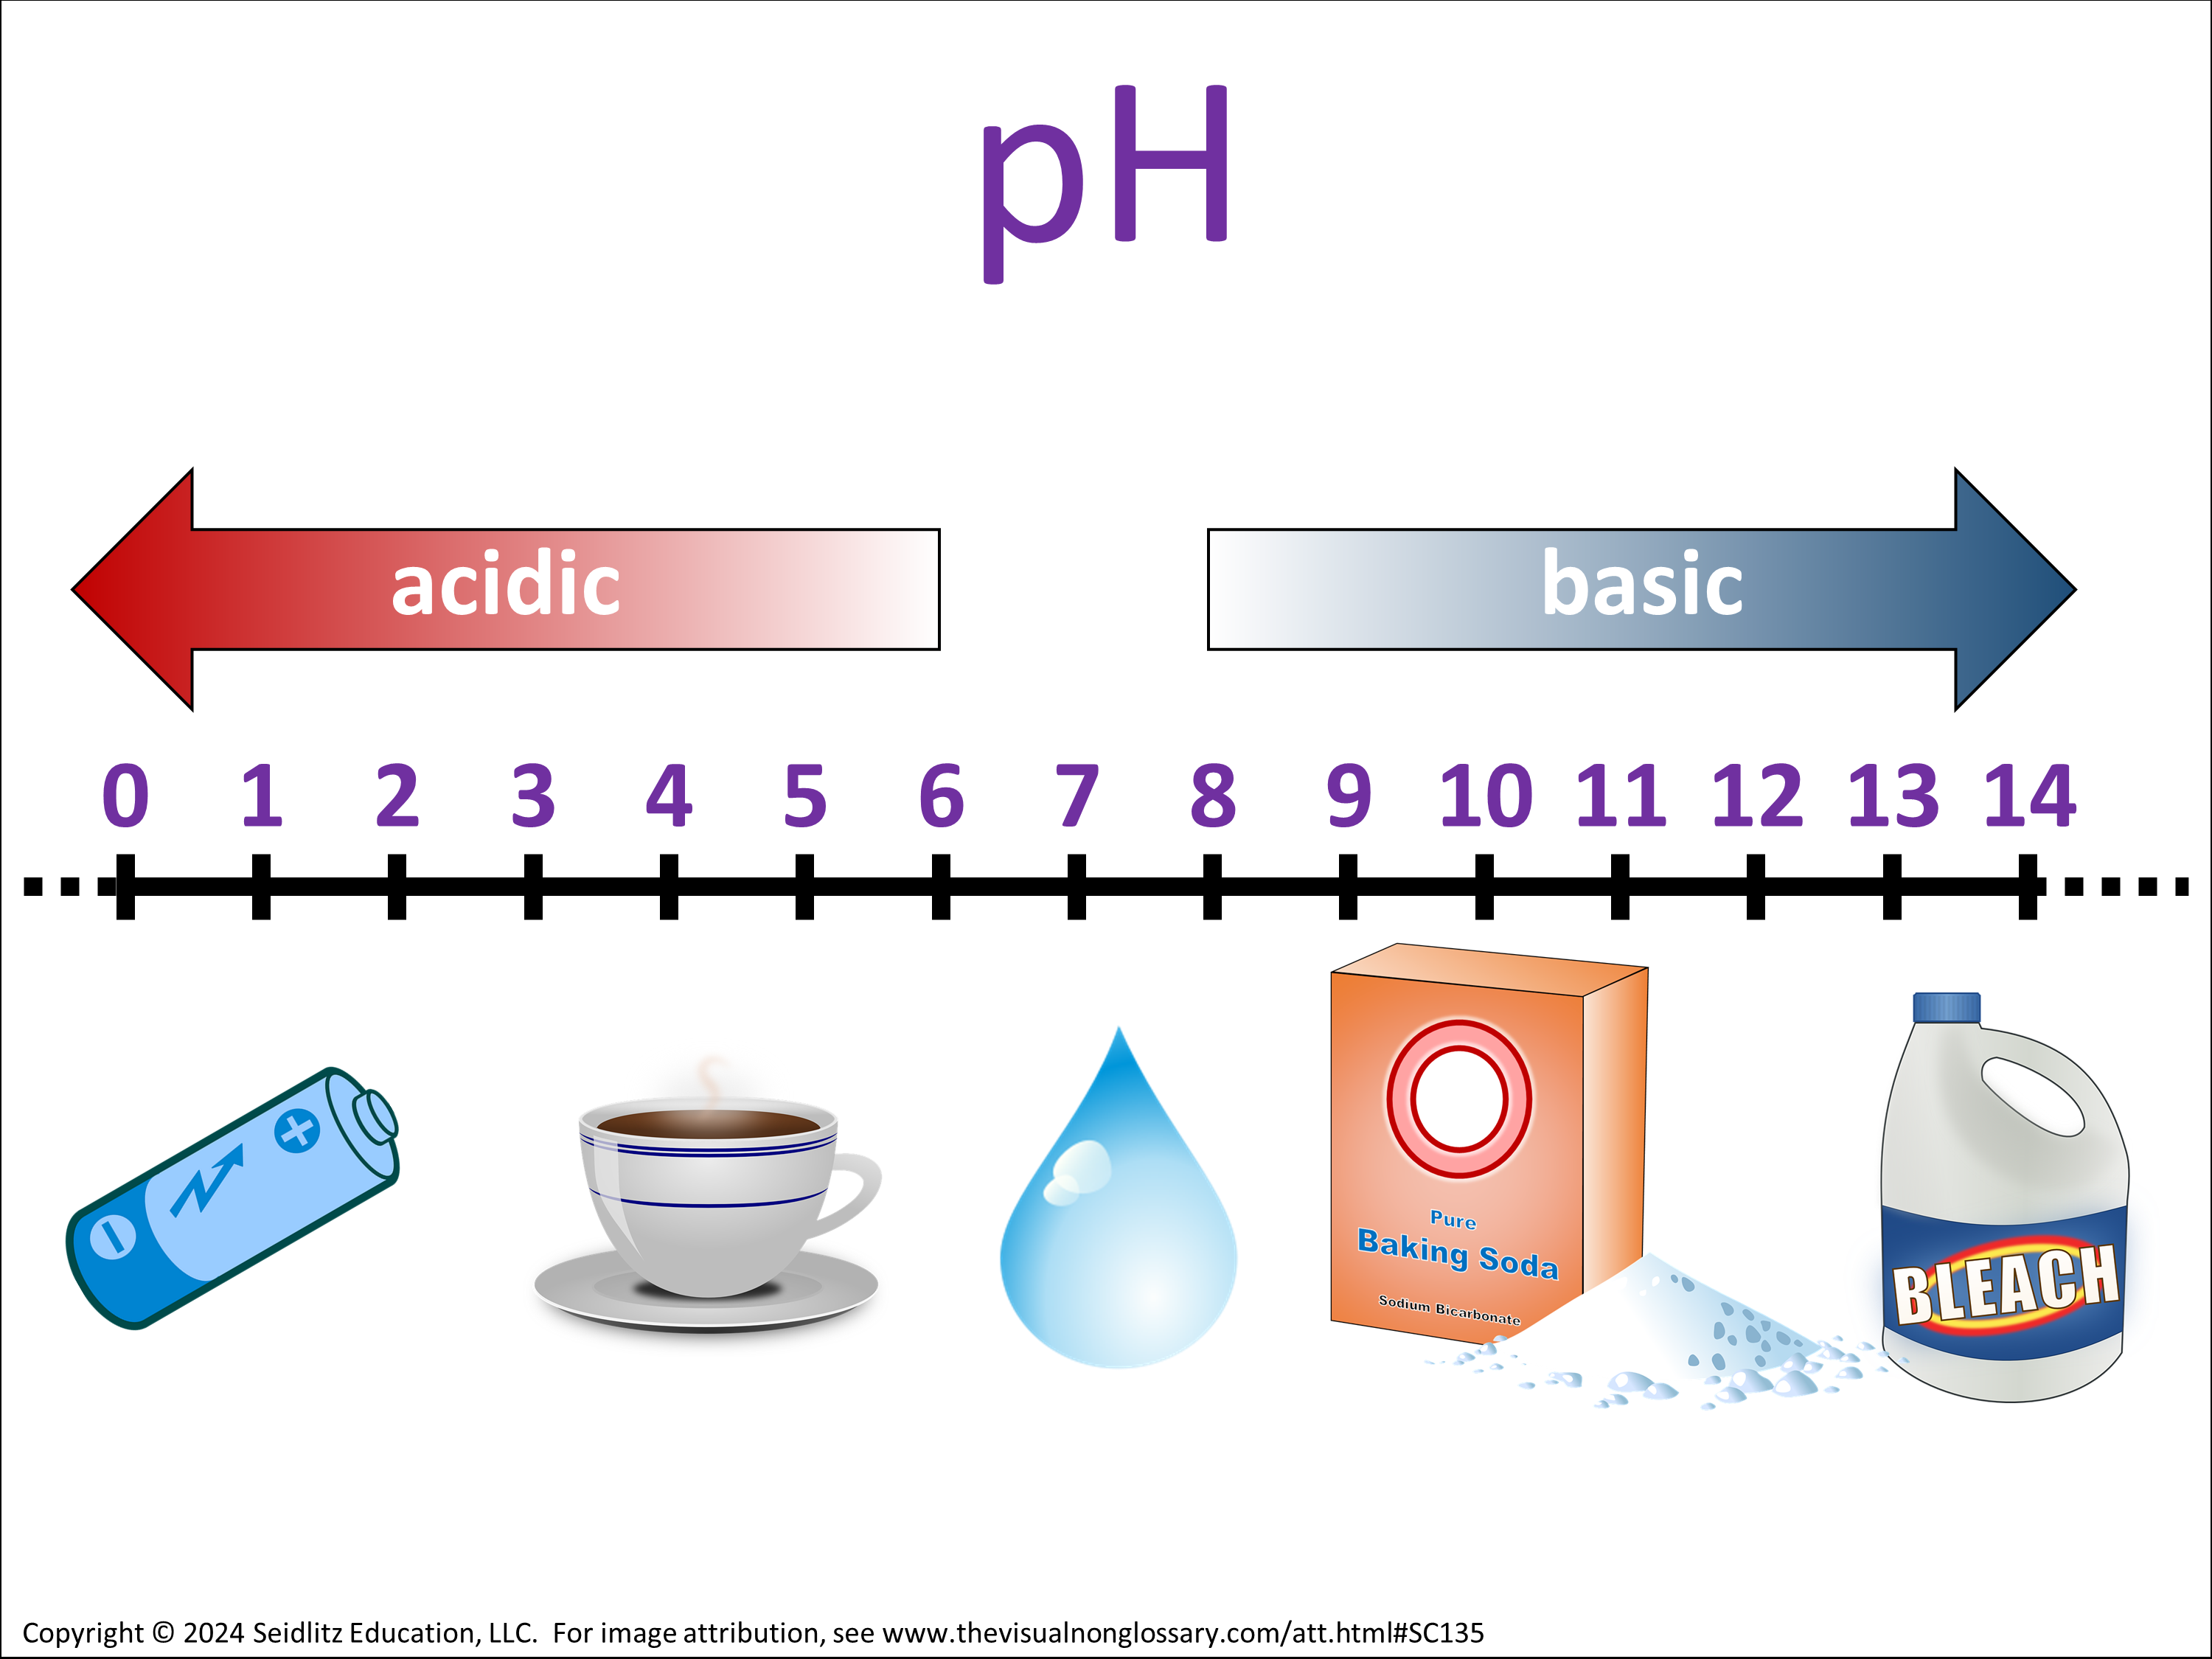 pH
acidic
basic
0 1 2 3 4 5 6 7 8 9 10 11 12 13 14
Pure
Baking Soda
Sodium Bicarbonate
BLEACH
Copyright © 2024 Seidlitz Education, LLC.  For image attribution, see www.thevisualnonglossary.com/att.html#SC135